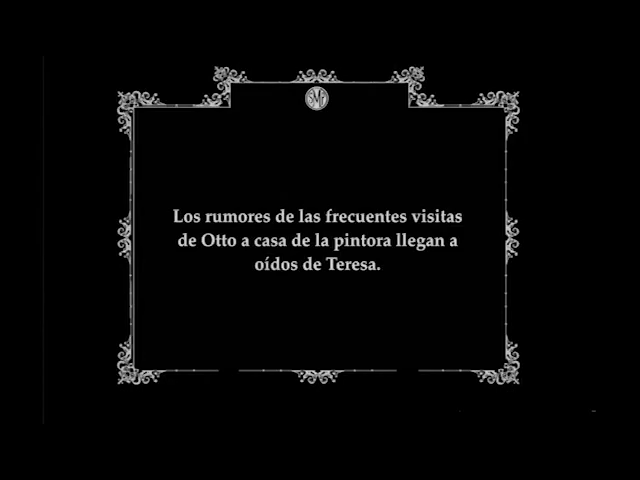 Los rumores de las frecuentes visitas
de Otto a casa de la pintora llegan a
oídos de Teresa.